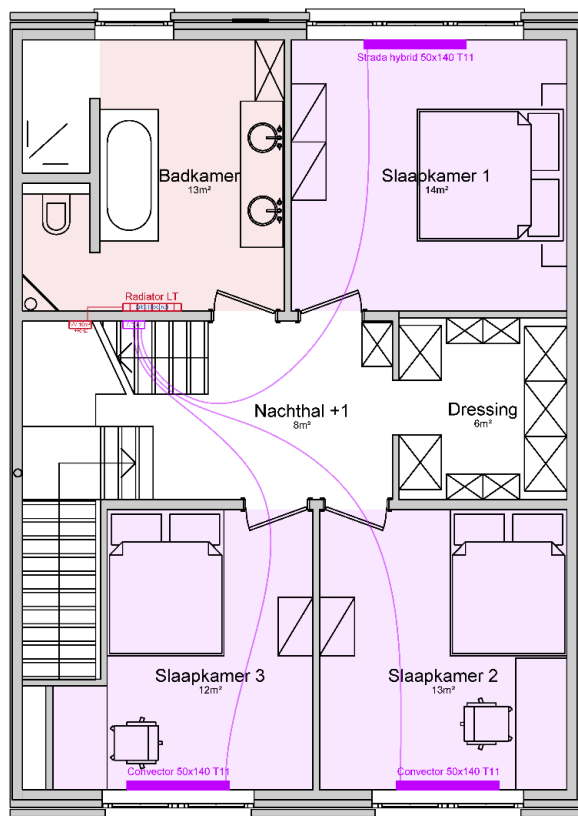 Strada hybrid 50x140 T11
Badkamer
13m²
Slaapkamer 1
14m²
Radiator LT
Nachthal +1
8m²
Dressing
6m²
Slaapkamer 3
12m²
Slaapkamer 2
13m²
Convector 50x140 T11
Convector 50x140 T11